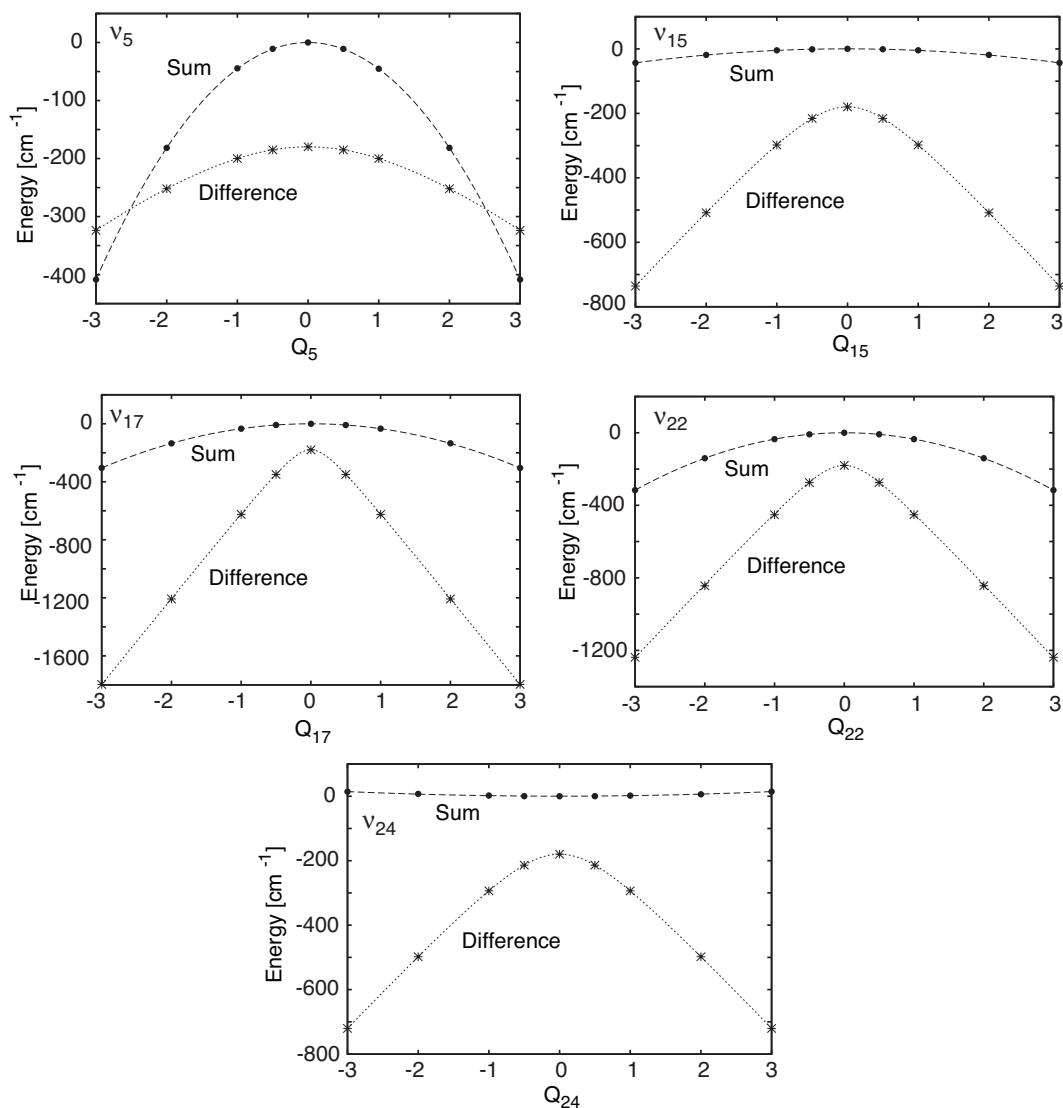 ν5
0
-100
-200
-300
-400
Energy [cm -1]
Sum
Difference
-3 -2 -1 0 1 2 3
Q5
ν15
0
-200
-400
-600
-800
Energy [cm -1]
Sum
Difference
-3 -2 -1 0 1 2 3
Q15
ν17
0
-400
-800
-1200
-1600
Energy [cm -1]
Sum
Difference
-3 -2 -1 0 1 2 3
Q17
ν22
0
-400
-800
-1200
Energy [cm -1]
Sum
Difference
-3 -2 -1 0 1 2 3
Q22
ν24
0
-200
-400
-600
-800
Energy [cm -1]
Sum
Difference
-3 -2 -1 0 1 2 3
Q24